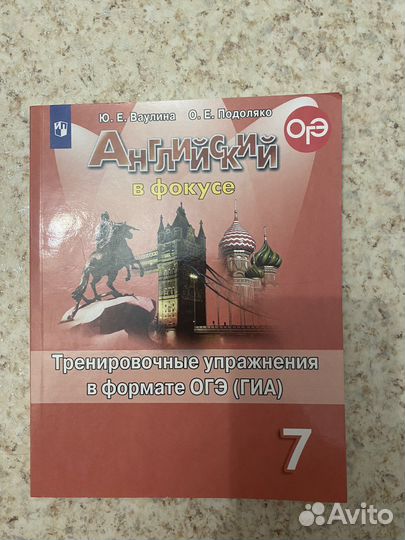 Ю. Е. Ваулина О. Е. Подоляко
ОГЭ
Английский
в фокусе
Тренировочные упражнения
в формате ОГЭ (ГИА)
7
Avito